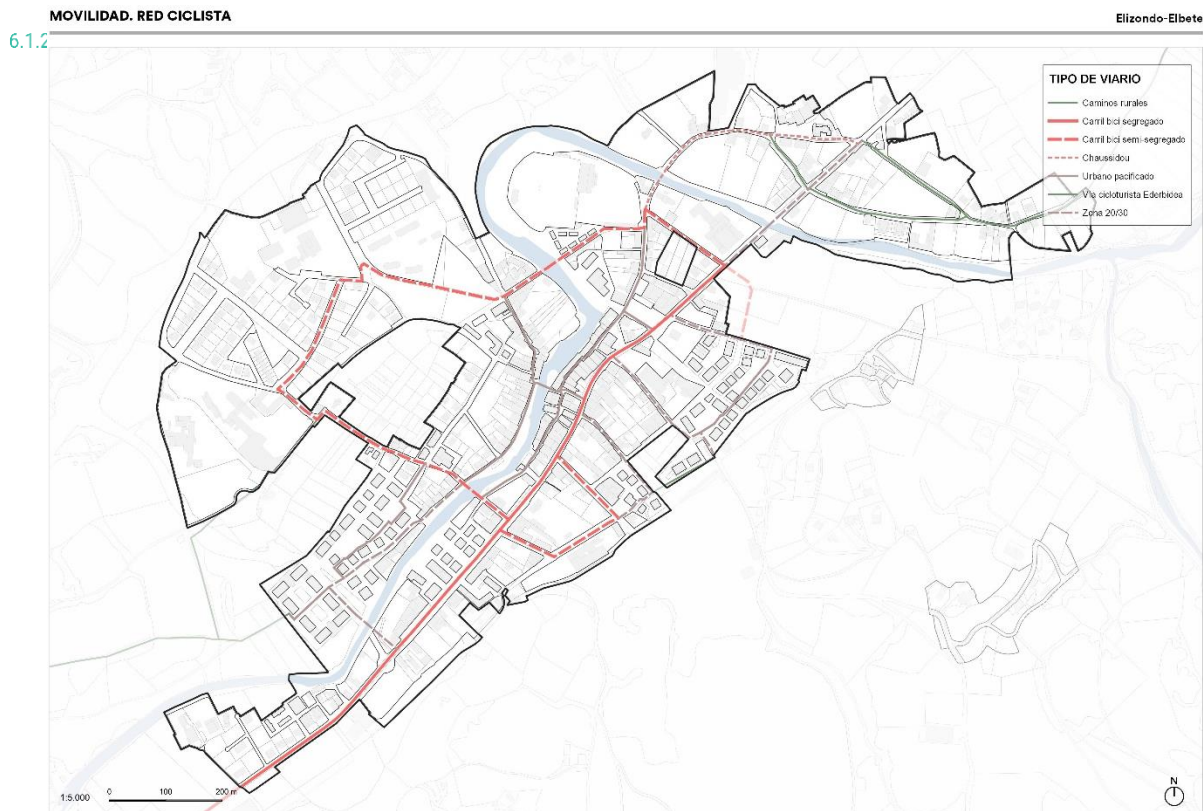 MOVILIDAD. RED CICLISTA
Elizondo-Elbete
6.1.2
TIPO DE VIARIO
Caminos rurales
Carril bici segregado
Carril bici semi-segregado
Chaussidou
Urbano pacificado
Vía cicloturista Ederbidea
Zona 20/30
1:5.000
0 100 200 m
N